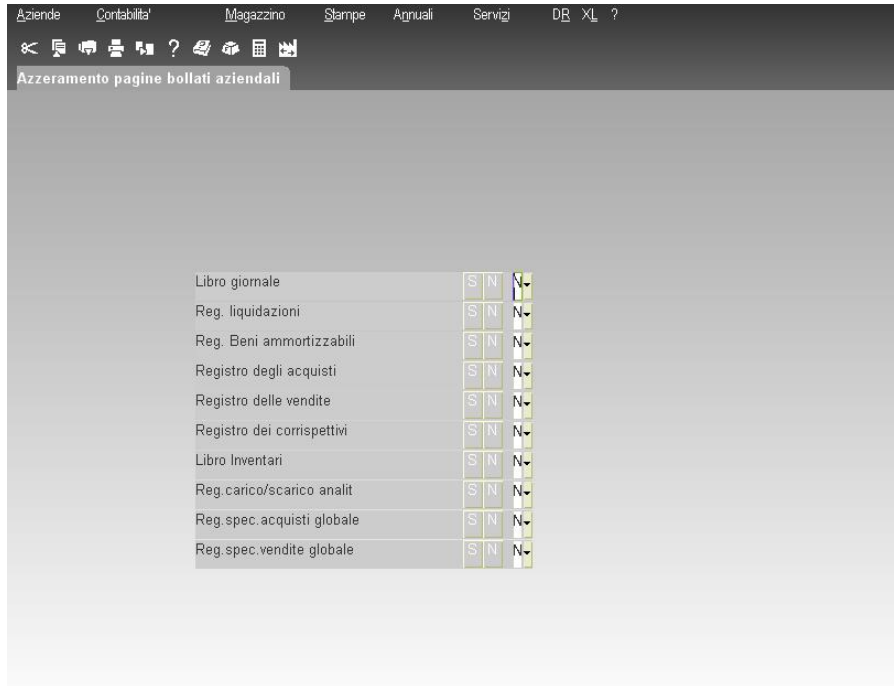 Aziende Contabilita' Magazzino Stampe Annuali Servizi DR XL ?
?
Azzeramento pagine bollati aziendali
Libro giornale S N N
Reg. liquidazioni S N N
Reg. Beni ammortizzabili S N N
Registro degli acquisti S N N
Registro delle vendite S N N
Registro dei corrispettivi S N N
Libro Inventari S N N
Reg.carico/scarico analit S N N
Reg.spec.acquisti globale S N N
Reg.spec.vendite globale S N N